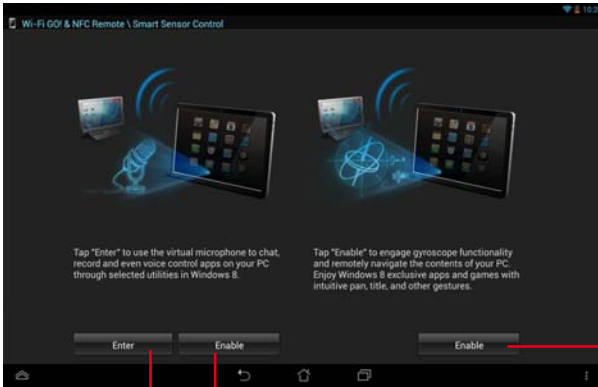 10:3
Wi-Fi GO! & NFC Remote \ Smart Sensor Control
Tap "Enter" to use the virtual microphone to chat,
record and even voice control apps on your PC
through selected utilities in Windows 8.
Tap "Enable" to engage gyroscope functionality
and remotely navigate the contents of your PC.
Enjoy Windows 8 exclusive apps and games with
intuitive pan, title, and other gestures.
Enter
Enable
Enable